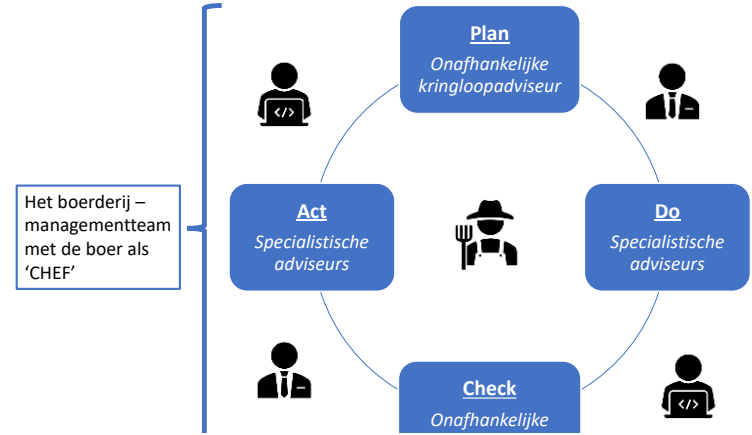 Plan
Onafhankelijke
kringloopadviseur
</>
Het boerderij –
managementteam
met de boer als
‘CHEF’
Act
Specialistische
adviseurs
Do
Specialistische
adviseurs
Check
Onafhankelijke
</>